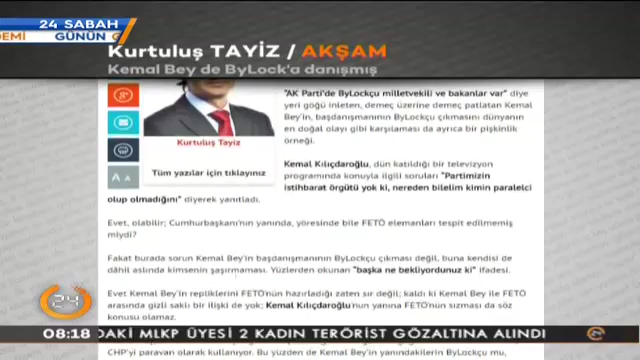 24 SABAH
GÜNÜN
Kurtuluş TAYİZ / AKŞAM
Kemal Bey de ByLock'a danışmış
"AK Parti'de ByLockçu milletvekili ve bakanlar var" diye
yeri göğü inleten, demeç üzerine demeç patlatan Kemal
Bey'in, başdanışmanının ByLockçu çıkmasını dünyanın
en doğal olayı gibi karşılaması da ayrıca bir pişkinlik
örneği.
Kurtuluş Tayiz
Tüm yazılar için tıklayınız
A A
Kemal Kılıçdaroğlu, dün katıldığı bir televizyon
programında konuyla ilgili soruları "Partimizin
istihbarat örgütü yok ki, nereden bilelim kimin paralelci
olup olmadığını" diyerek yanıtladı.
Evet, olabilir; Cumhurbaşkanı'nın yanında, yöresinde bile FETÖ elemanları tespit edilmemiş
miydi?
Fakat burada sorun Kemal Bey'in başdanışmanının ByLockçu çıkması değil, buna kendisi de
dâhil aslında kimsenin şaşırmaması. Yüzlerden okunan "başka ne bekliyordunuz ki" ifadesi.
Evet Kemal Bey'in repliklerini FETÖ'nün hazırladığı zaten sır değil; kaldı ki Kemal Bey ile FETÖ
arasında gizli saklı bir ilişki de yok; Kemal Kılıçdaroğlu'nun yanına FETÖ'nün sızması da söz
konusu olamaz.
24
08:18 DAKİ MLKP ÜYESİ 2 KADIN TERÖRİST GÖZALTINA ALINDI
CHP'yi paravan olarak kullanıyor. Bu yüzden de Kemal Bey'in yanındakilerin ByLockçu mu,